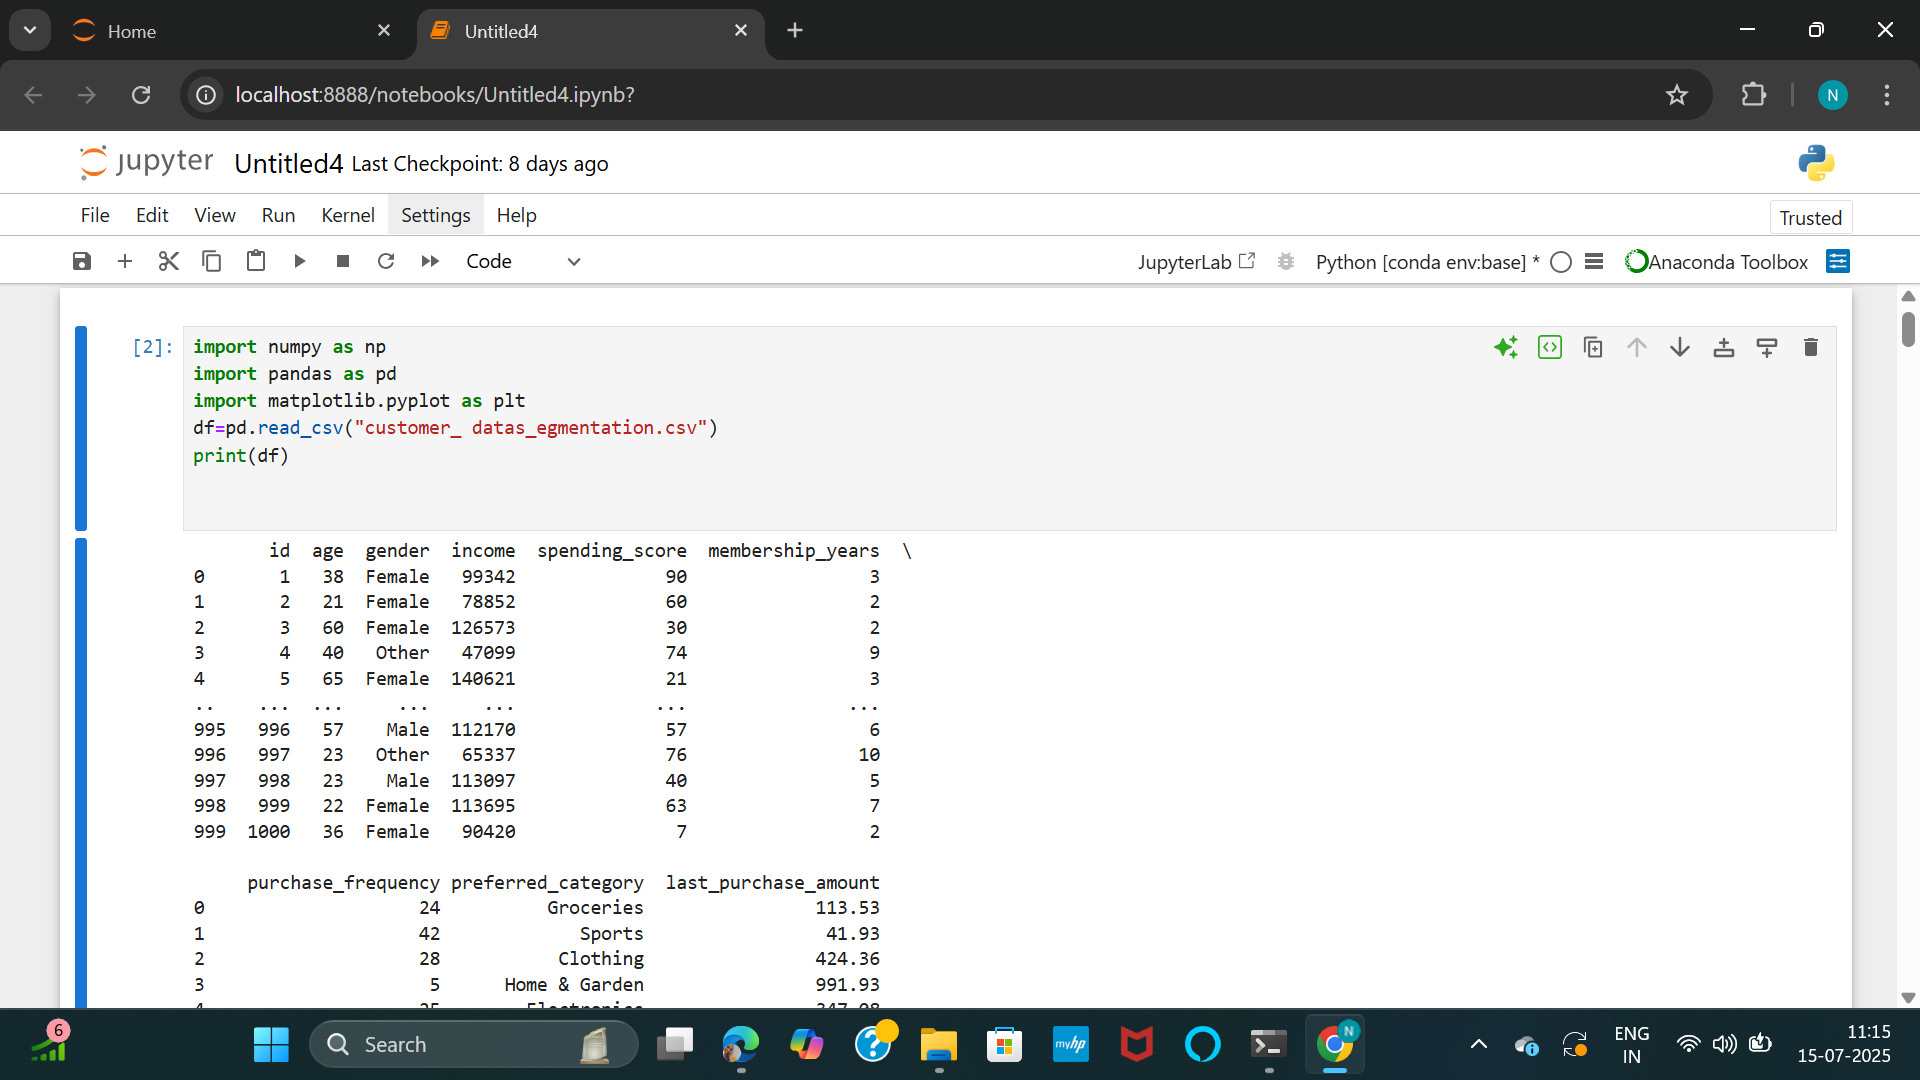 Home
Untitled4
localhost:8888/notebooks/Untitled4.ipynb?
N
jupyter Untitled4 Last Checkpoint: 8 days ago
File Edit View Run Kernel Settings Help
Trusted
Code
JupyterLab Python [conda env:base] * Anaconda Toolbox
[2]: import numpy as np
import pandas as pd
import matplotlib.pyplot as plt
df=pd.read_csv("customer_ datas_egmentation.csv")
print(df)
id age gender income spending_score membership_years \
0 1 38 Female 99342 90 3
1 2 21 Female 78852 60 2
2 3 60 Female 126573 30 2
3 4 40 Other 47099 74 9
4 5 65 Female 140621 21 3
.. ... ... ... ... ... ...
995 996 57 Male 112170 57 6
996 997 23 Other 65337 76 10
997 998 23 Male 113097 40 5
998 999 22 Female 113695 63 7
999 1000 36 Female 90420 7 2
purchase_frequency preferred_category last_purchase_amount
0 24 Groceries 113.53
1 42 Sports 41.93
2 28 Clothing 424.36
3 5 Home & Garden 991.93
4 25 Electronics 347.08
6
Search
myhp
N
ENG
IN
11:15
15-07-2025